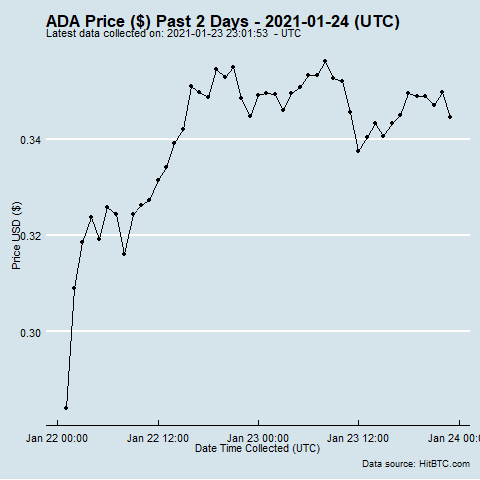 ADA Price ($) Past 2 Days - 2021-01-24 (UTC)
Latest data collected on: 2021-01-23 23:01:53  - UTC
0.34
0.32
0.30
Price USD ($)
Jan 22 00:00 Jan 22 12:00 Jan 23 00:00 Jan 23 12:00 Jan 24 00:0
Date Time Collected (UTC)
Data source: HitBTC.com